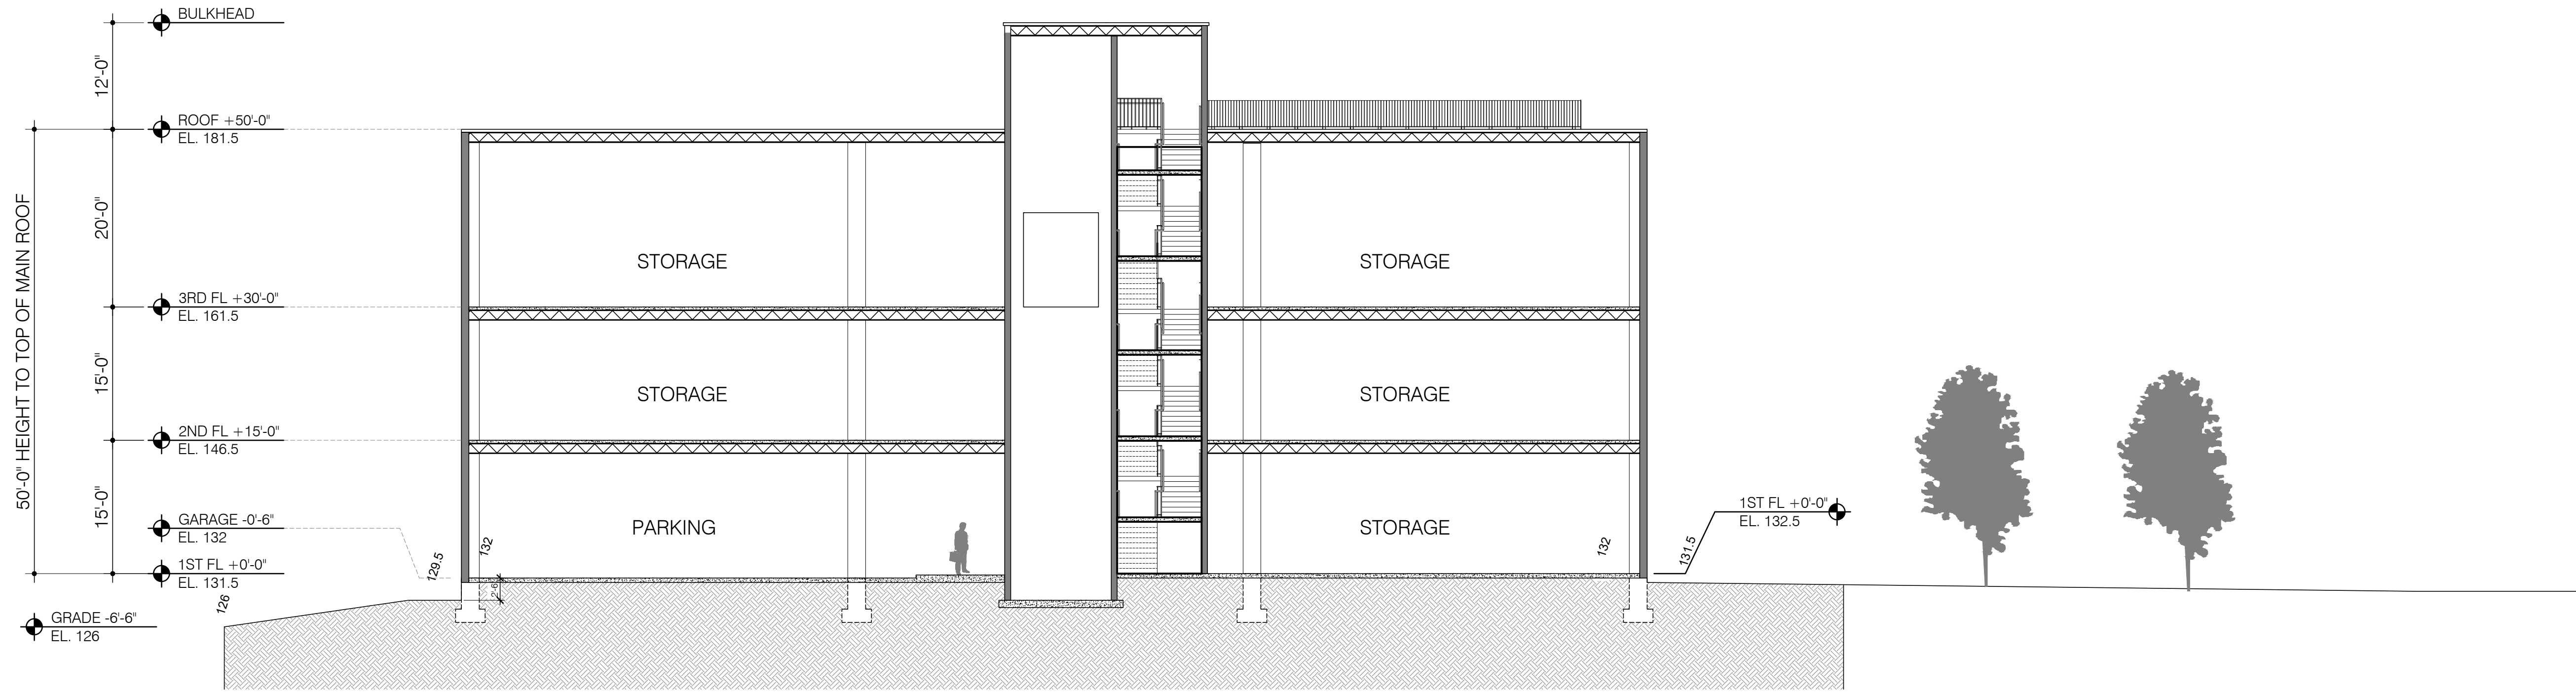 BULKHEAD
12'-0"
ROOF +50'-0"
EL. 181.5
50'-0" HEIGHT TO TOP OF MAIN ROOF
20'-0"
STORAGE
STORAGE
3RD FL +30'-0"
EL. 161.5
15'-0"
STORAGE
STORAGE
2ND FL +15'-0"
EL. 146.5
15'-0"
GARAGE -0'-6"
EL. 132
PARKING
STORAGE
1ST FL +0'-0"
EL. 132.5
129.5
132
132
131.5
1ST FL +0'-0"
EL. 131.5
2'-6"
126
GRADE -6'-6"
EL. 126